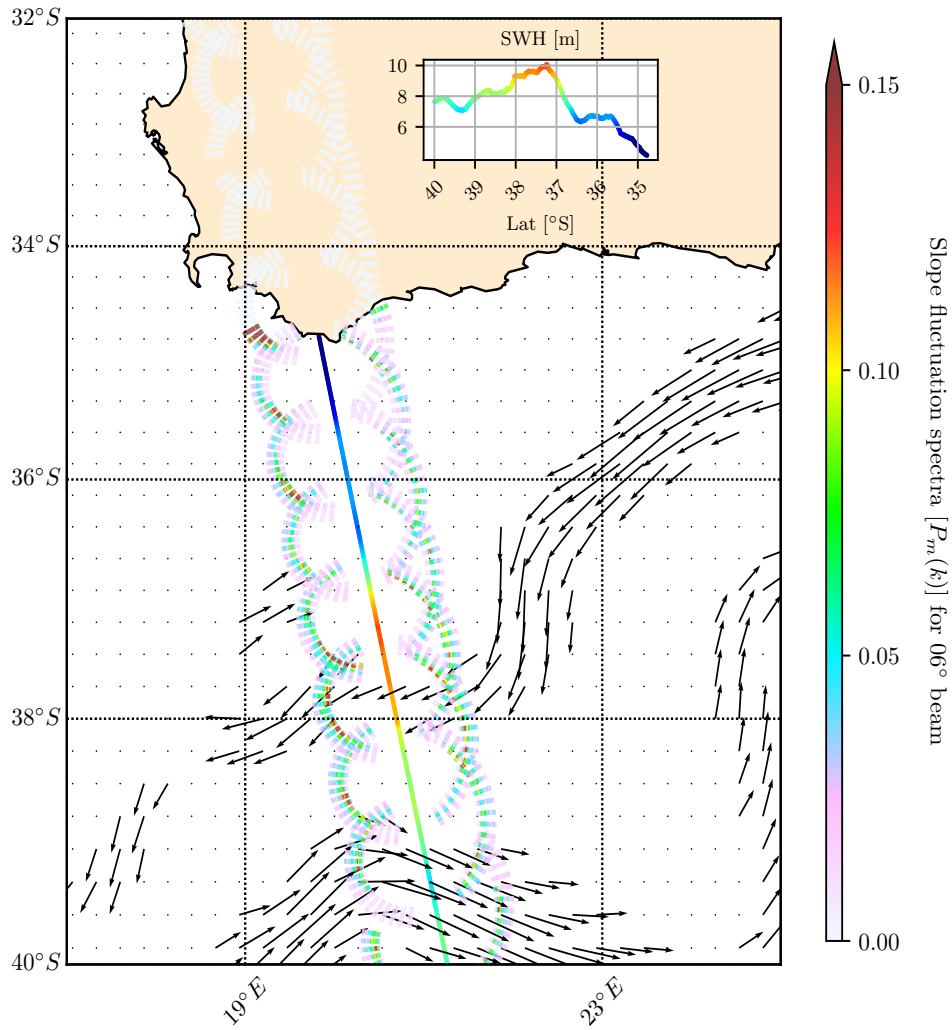 32°S
34°S
36°S
38°S
40°S
19°E
23°E
SWH [m]
10
8
6
40
39
38
37
36
35
Lat [°S]
0.15
0.10
0.05
0.00
Slope fluctuation spectra [P_m(k)] for 06° beam